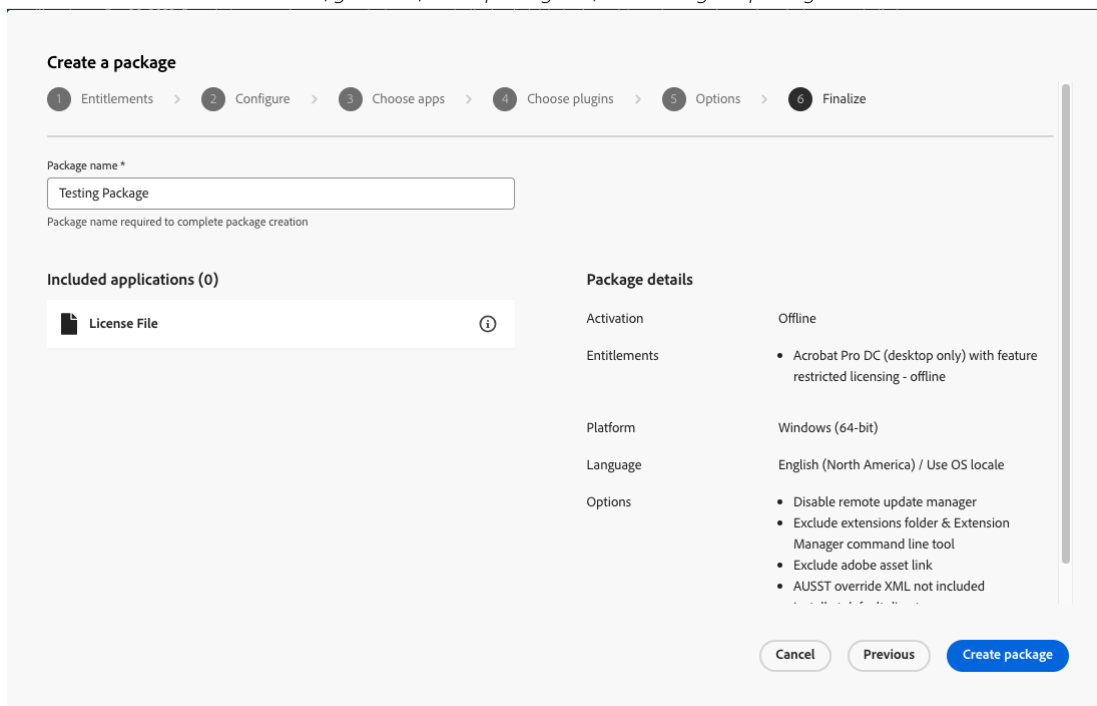 Create a package
1 Entitlements > 2 Configure > 3 Choose apps > 4 Choose plugins > 5 Options > 6 Finalize
Package name *
Testing Package
Package name required to complete package creation
Included applications (0)
License File
Package details
Activation Offline
Entitlements • Acrobat Pro DC (desktop only) with feature
restricted licensing - offline
Platform Windows (64-bit)
Language English (North America) / Use OS locale
Options • Disable remote update manager
• Exclude extensions folder & Extension
Manager command line tool
• Exclude adobe asset link
• AUSST override XML not included
Cancel Previous Create package